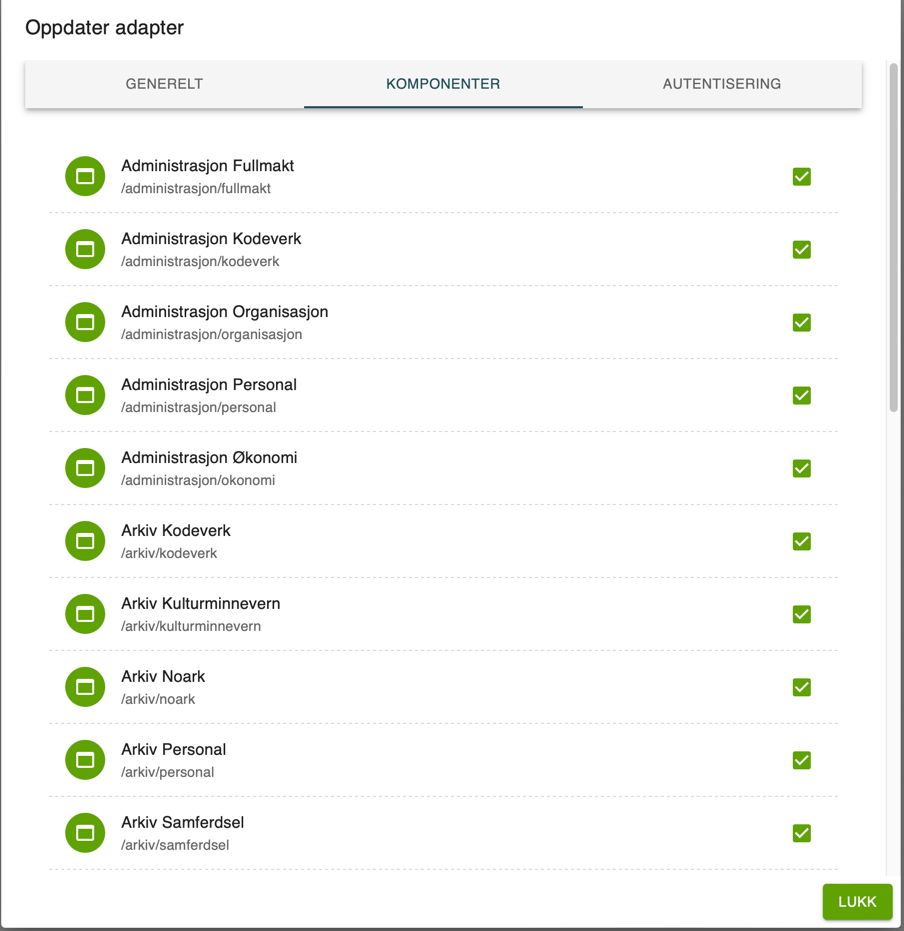 Oppdater adapter
GENERELT
KOMPONENTER
AUTENTISERING
Administrasjon Fullmakt
/administrasjon/fullmakt
Administrasjon Kodeverk
/administrasjon/kodeverk
Administrasjon Organisasjon
/administrasjon/organisasjon
Administrasjon Personal
/administrasjon/personal
Administrasjon Økonomi
/administrasjon/okonomi
Arkiv Kodeverk
/arkiv/kodeverk
Arkiv Kulturminnevern
/arkiv/kulturminnevern
Arkiv Noark
/arkiv/noark
Arkiv Personal
/arkiv/personal
Arkiv Samferdsel
/arkiv/samferdsel
LUKK